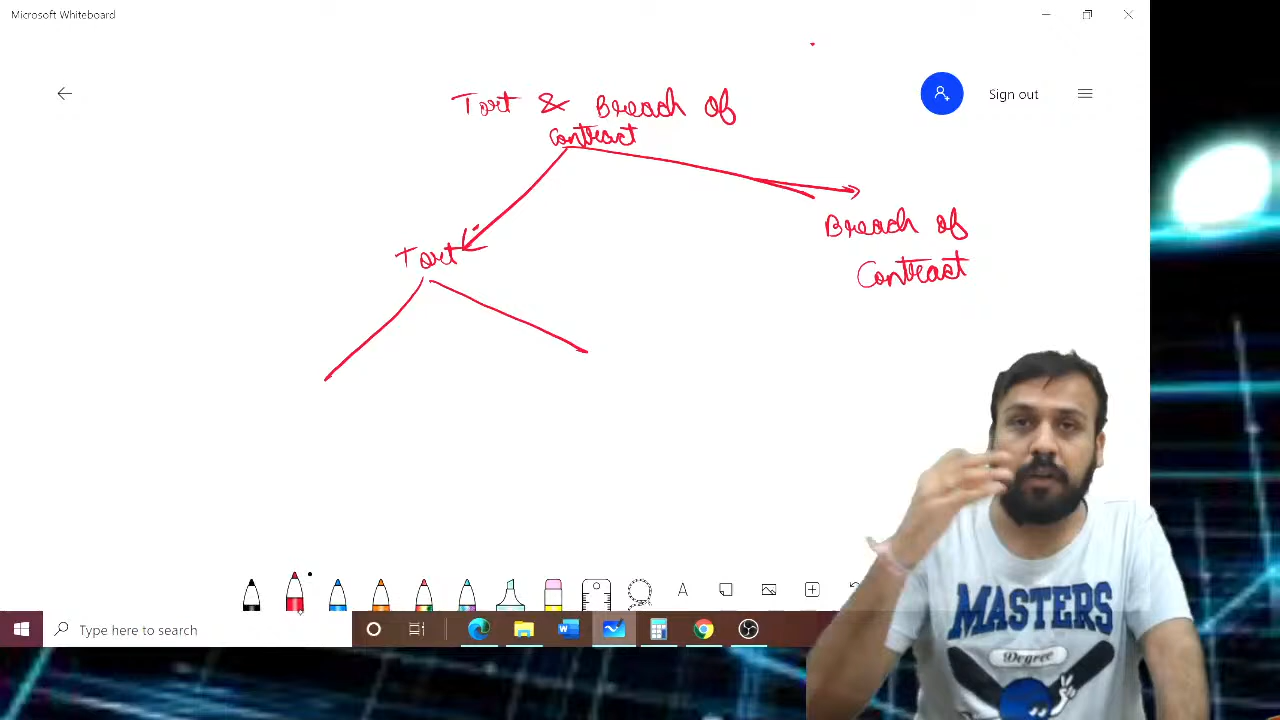 Microsoft Whiteboard
Sign out
Tort & Breach of
Contract
Tort
Breach of
Contract
A
Type here to search
MASTERS
Degree